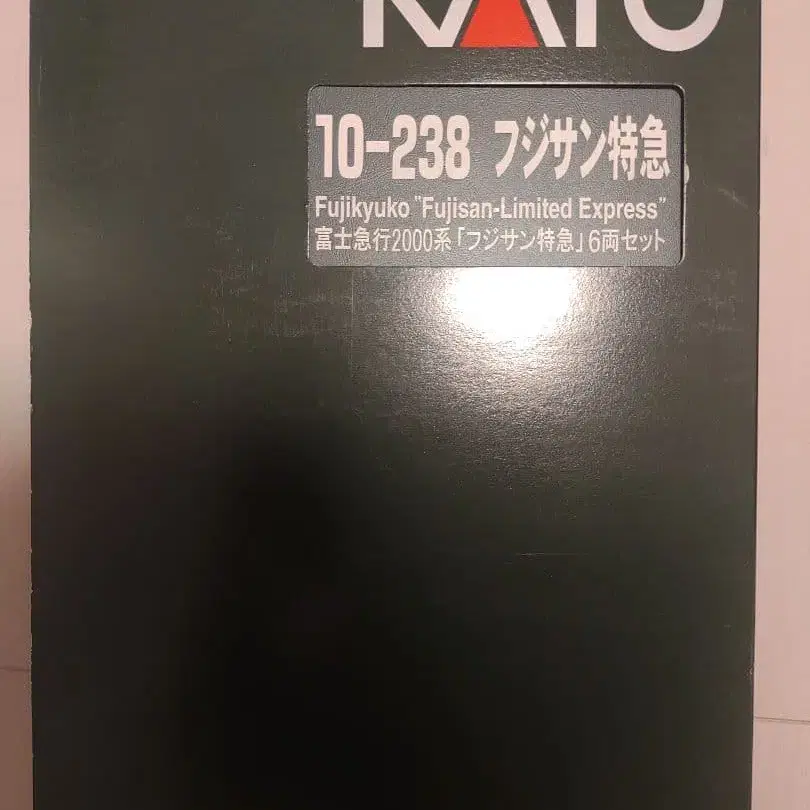 KATO
10-238 フジサン特急
Fujikyuko "Fujisan-Limited Express"
富士急行2000系「フジサン特急」6両セット